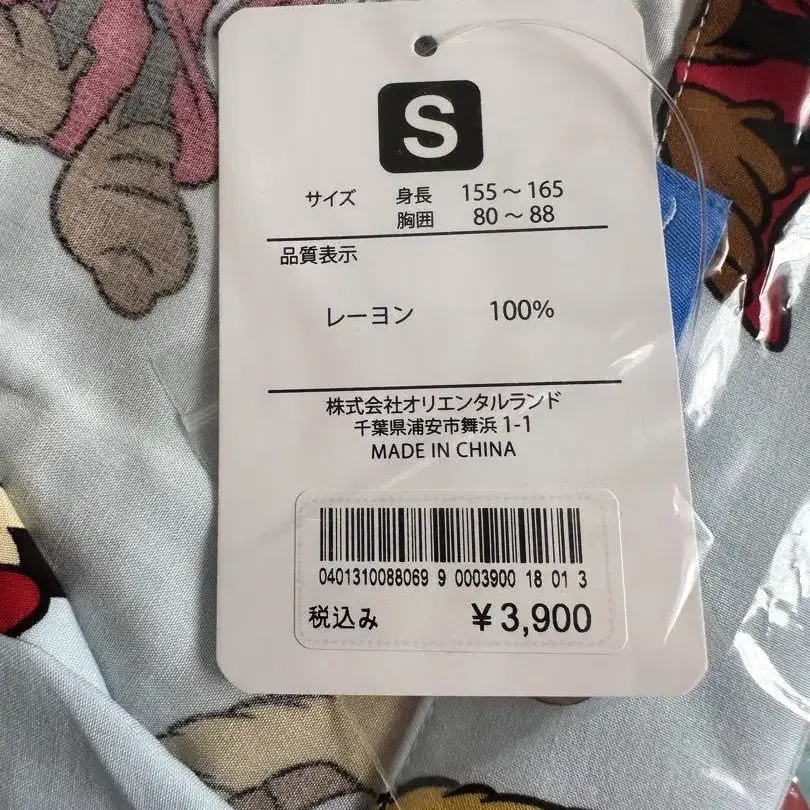 S
サイズ 身長 155～165
胸囲 80～88
品質表示
レーヨン 100%
株式会社オリエンタルランド
千葉県浦安市舞浜1-1
MADE IN CHINA
0401310088069 9 0003900 18 01 3
税込み ¥3,900